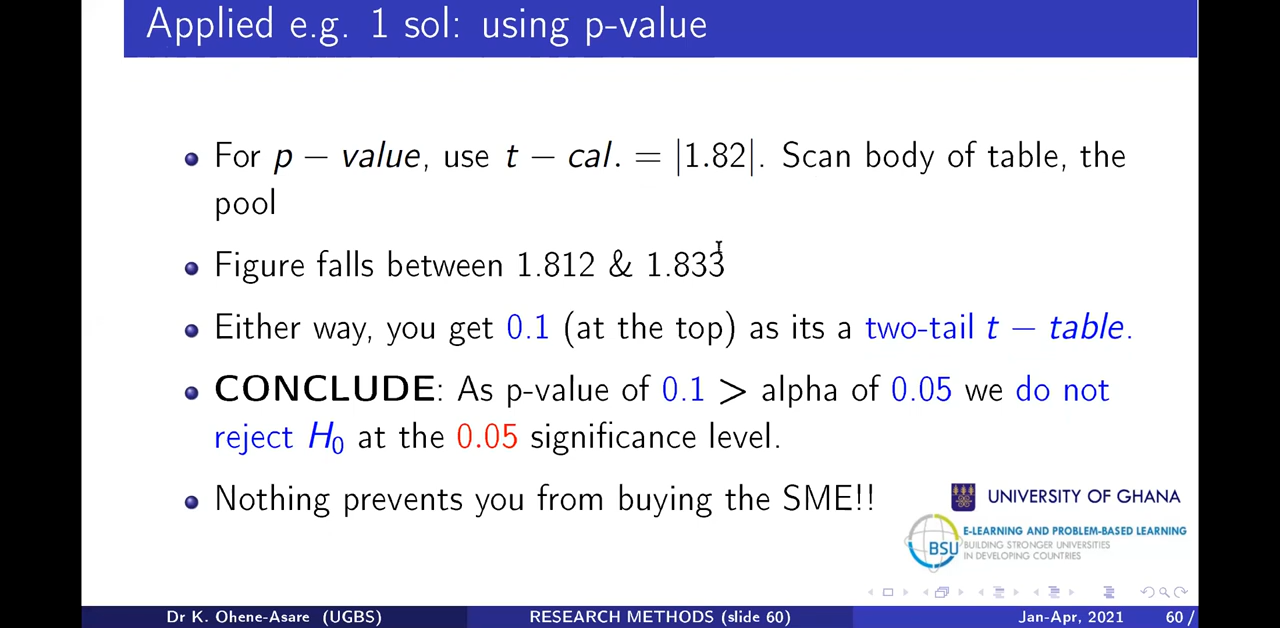 Applied e.g. 1 sol: using p-value
For p − value, use t − cal. = |1.82|. Scan body of table, the
pool
Figure falls between 1.812 & 1.833
Either way, you get 0.1 (at the top) as its a two-tail t − table.
CONCLUDE: As p-value of 0.1 > alpha of 0.05 we do not
reject H₀ at the 0.05 significance level.
Nothing prevents you from buying the SME!!
UNIVERSITY OF GHANA
BSU
E-LEARNING AND PROBLEM-BASED LEARNING
BUILDING STRONGER UNIVERSITIES
IN DEVELOPING COUNTRIES
Dr K. Ohene-Asare (UGBS) RESEARCH METHODS (slide 60) Jan-Apr, 2021 60 /